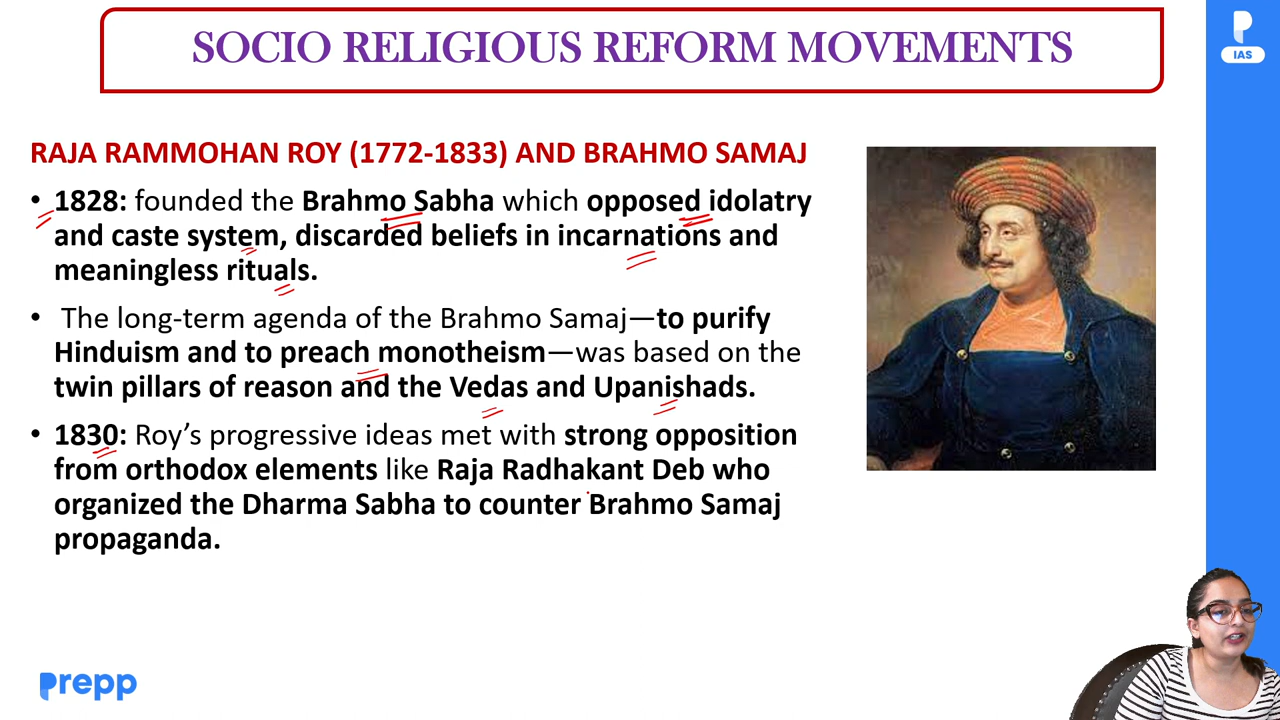 SOCIO RELIGIOUS REFORM MOVEMENTS
IAS
RAJA RAMMOHAN ROY (1772-1833) AND BRAHMO SAMAJ
• 1828: founded the Brahmo Sabha which opposed idolatry
and caste system, discarded beliefs in incarnations and
meaningless rituals.
• The long-term agenda of the Brahmo Samaj—to purify
Hinduism and to preach monotheism—was based on the
twin pillars of reason and the Vedas and Upanishads.
• 1830: Roy’s progressive ideas met with strong opposition
from orthodox elements like Raja Radhakant Deb who
organized the Dharma Sabha to counter Brahmo Samaj
propaganda.
prepp